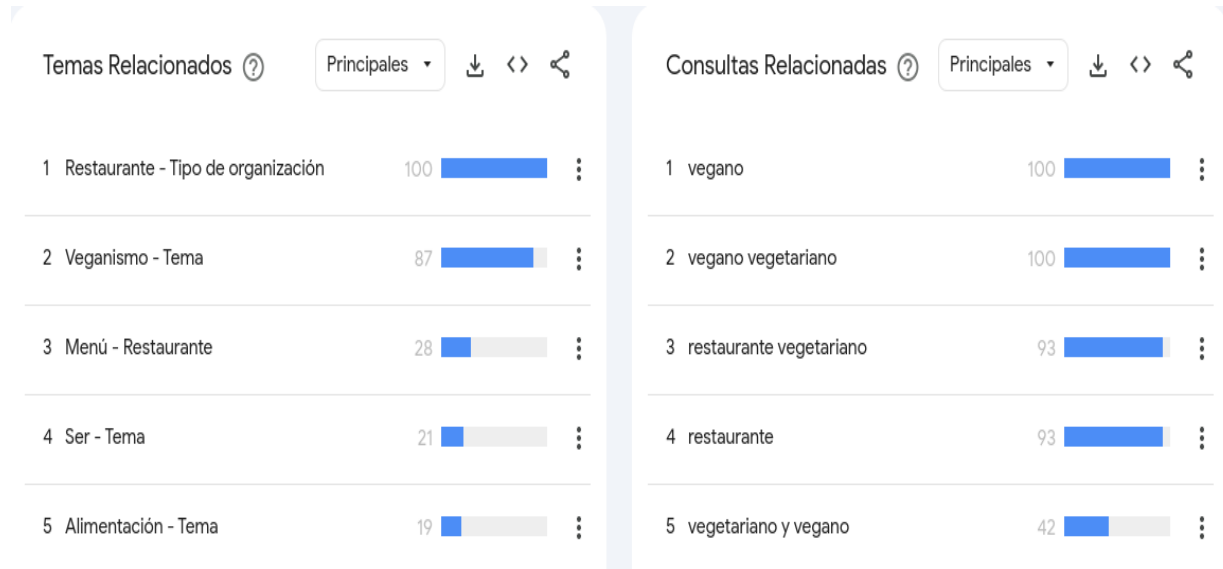 Temas Relacionados ?
Principales
1 Restaurante - Tipo de organización 100
2 Veganismo - Tema 87
3 Menú - Restaurante 28
4 Ser - Tema 21
5 Alimentación - Tema 19
Consultas Relacionadas ?
Principales
1 vegano 100
2 vegano vegetariano 100
3 restaurante vegetariano 93
4 restaurante 93
5 vegetariano y vegano 42